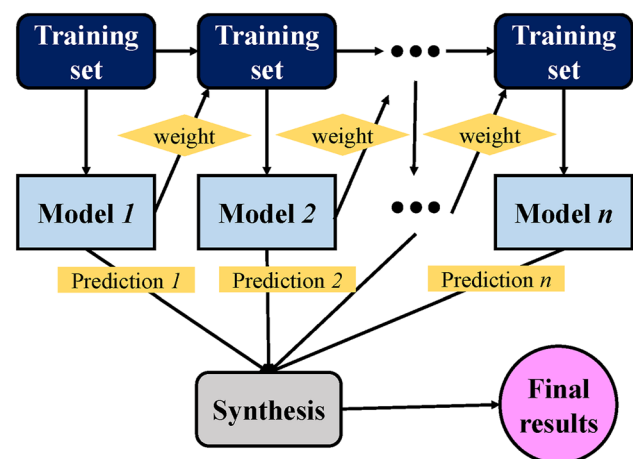 Training
set
Training
set
Training
set
weight
weight
weight
Model 1
Model 2
Model n
Prediction 1
Prediction 2
Prediction n
Synthesis
Final
results